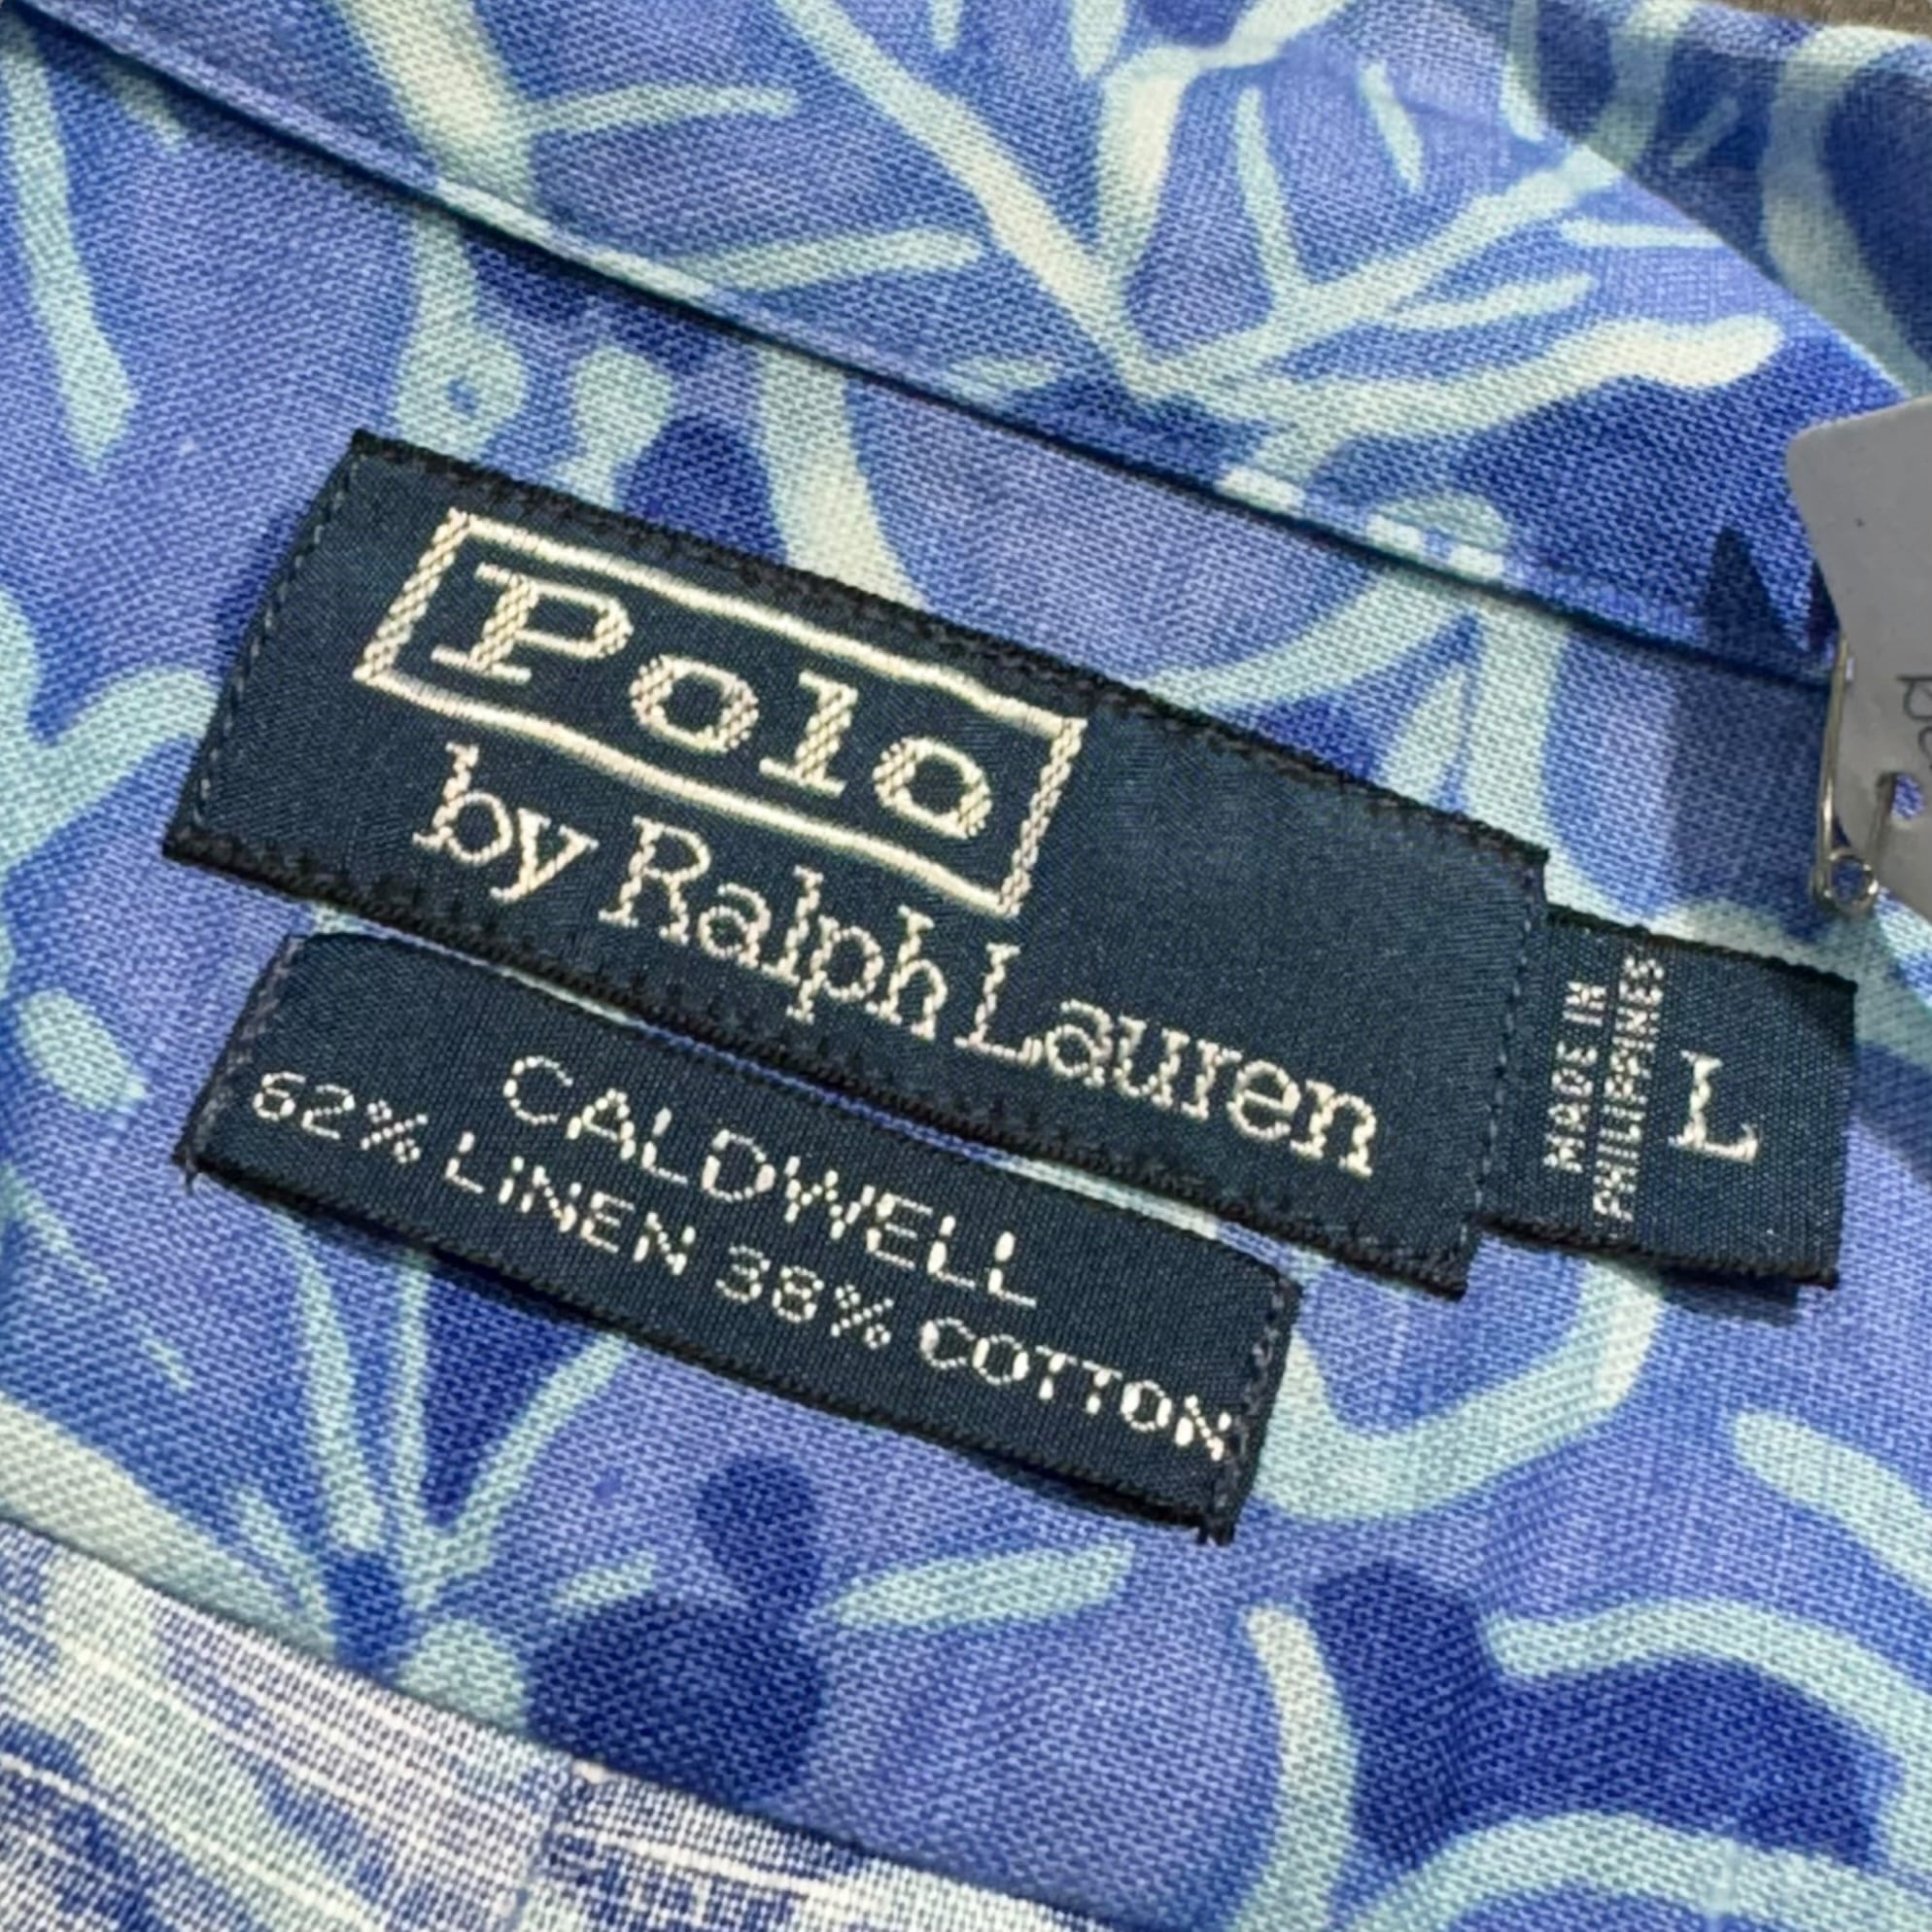 Polo
by Ralph Lauren
MADE IN
PHILIPPINES
L
CALDWELL
62% LINEN 38% COTTON